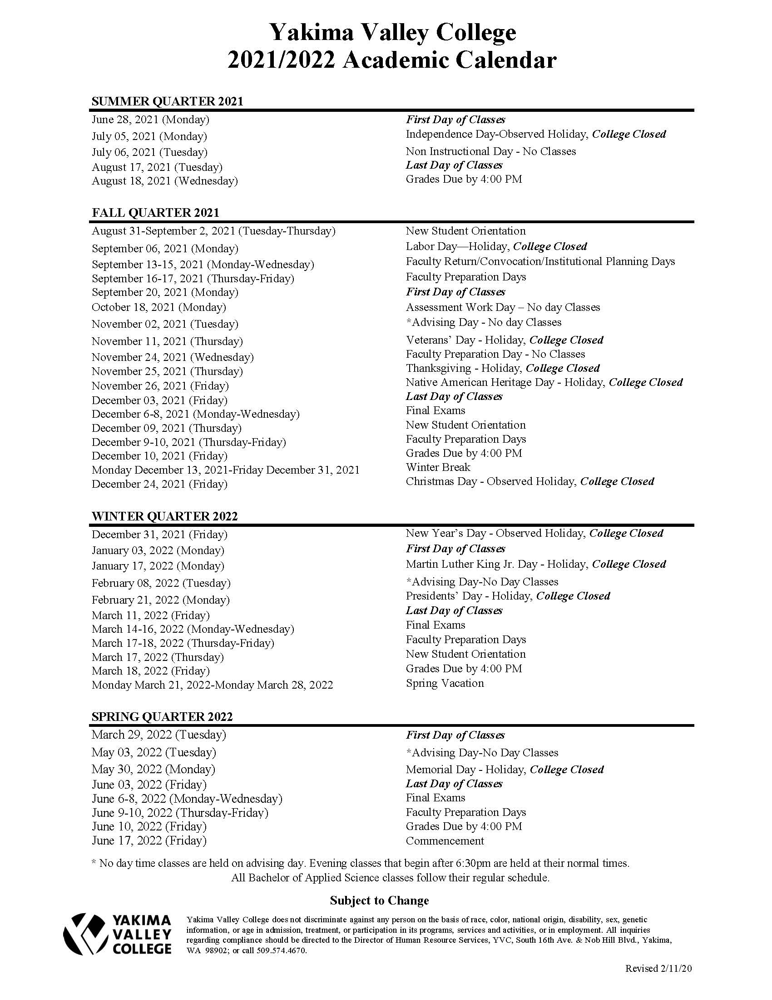 Yakima Valley College
2021/2022 Academic Calendar
SUMMER QUARTER 2021
June 28, 2021 (Monday) First Day of Classes
July 05, 2021 (Monday) Independence Day-Observed Holiday, College Closed
July 06, 2021 (Tuesday) Non Instructional Day - No Classes
August 17, 2021 (Tuesday) Last Day of Classes
August 18, 2021 (Wednesday) Grades Due by 4:00 PM
FALL QUARTER 2021
August 31-September 2, 2021 (Tuesday-Thursday) New Student Orientation
September 06, 2021 (Monday) Labor Day—Holiday, College Closed
September 13-15, 2021 (Monday-Wednesday) Faculty Return/Convocation/Institutional Planning Days
September 16-17, 2021 (Thursday-Friday) Faculty Preparation Days
September 20, 2021 (Monday) First Day of Classes
October 18, 2021 (Monday) Assessment Work Day – No day Classes
November 02, 2021 (Tuesday) *Advising Day - No day Classes
November 11, 2021 (Thursday) Veterans’ Day - Holiday, College Closed
November 24, 2021 (Wednesday) Faculty Preparation Day - No Classes
November 25, 2021 (Thursday) Thanksgiving - Holiday, College Closed
November 26, 2021 (Friday) Native American Heritage Day - Holiday, College Closed
December 03, 2021 (Friday) Last Day of Classes
December 6-8, 2021 (Monday-Wednesday) Final Exams
December 09, 2021 (Thursday) New Student Orientation
December 9-10, 2021 (Thursday-Friday) Faculty Preparation Days
December 10, 2021 (Friday) Grades Due by 4:00 PM
Monday December 13, 2021-Friday December 31, 2021 Winter Break
December 24, 2021 (Friday) Christmas Day - Observed Holiday, College Closed
WINTER QUARTER 2022
December 31, 2021 (Friday) New Year’s Day - Observed Holiday, College Closed
January 03, 2022 (Monday) First Day of Classes
January 17, 2022 (Monday) Martin Luther King Jr. Day - Holiday, College Closed
February 08, 2022 (Tuesday) *Advising Day-No Day Classes
February 21, 2022 (Monday) Presidents’ Day - Holiday, College Closed
March 11, 2022 (Friday) Last Day of Classes
March 14-16, 2022 (Monday-Wednesday) Final Exams
March 17-18, 2022 (Thursday-Friday) Faculty Preparation Days
March 17, 2022 (Thursday) New Student Orientation
March 18, 2022 (Friday) Grades Due by 4:00 PM
Monday March 21, 2022-Monday March 28, 2022 Spring Vacation
SPRING QUARTER 2022
March 29, 2022 (Tuesday) First Day of Classes
May 03, 2022 (Tuesday) *Advising Day-No Day Classes
May 30, 2022 (Monday) Memorial Day - Holiday, College Closed
June 03, 2022 (Friday) Last Day of Classes
June 6-8, 2022 (Monday-Wednesday) Final Exams
June 9-10, 2022 (Thursday-Friday) Faculty Preparation Days
June 10, 2022 (Friday) Grades Due by 4:00 PM
June 17, 2022 (Friday) Commencement
* No day time classes are held on advising day. Evening classes that begin after 6:30pm are held at their normal times.
All Bachelor of Applied Science classes follow their regular schedule.
Subject to Change
YAKIMA
VALLEY
COLLEGE
Yakima Valley College does not discriminate against any person on the basis of race, color, national origin, disability, sex, genetic
information, or age in admission, treatment, or participation in its programs, services and activities, or in employment. All inquiries
regarding compliance should be directed to the Director of Human Resource Services, YVC, South 16th Ave. & Nob Hill Blvd., Yakima,
WA 98902; or call 509.574.4670.
Revised 2/11/20